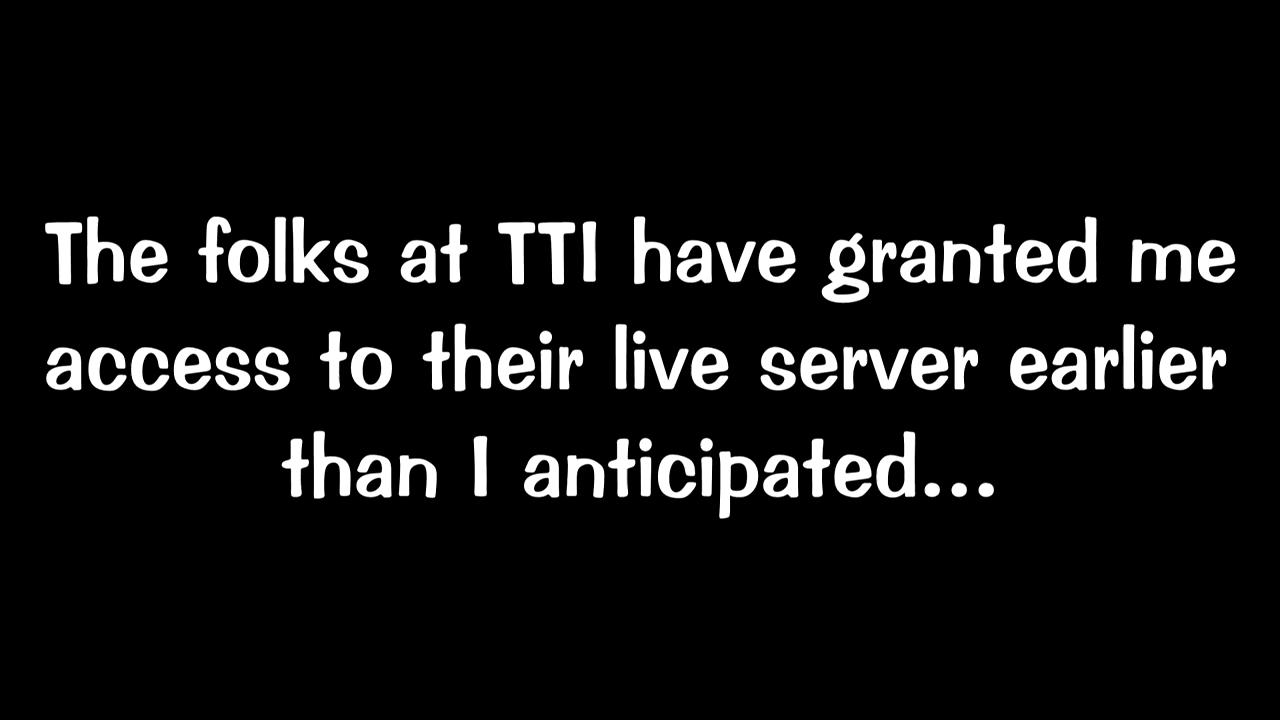 The folks at TTI have granted me
access to their live server earlier
than I anticipated...